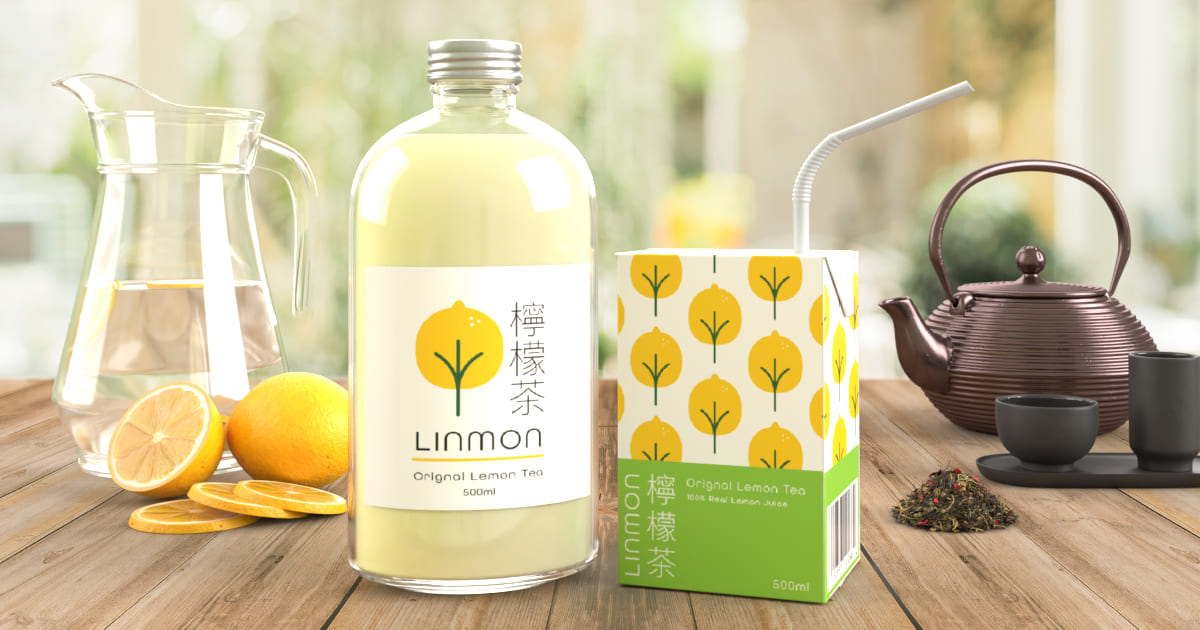 檸檬茶
LINMON
Orignal Lemon Tea
500ml
LINMON
檸檬茶
Orignal Lemon Tea
100% Real Lemon Juice
500ml